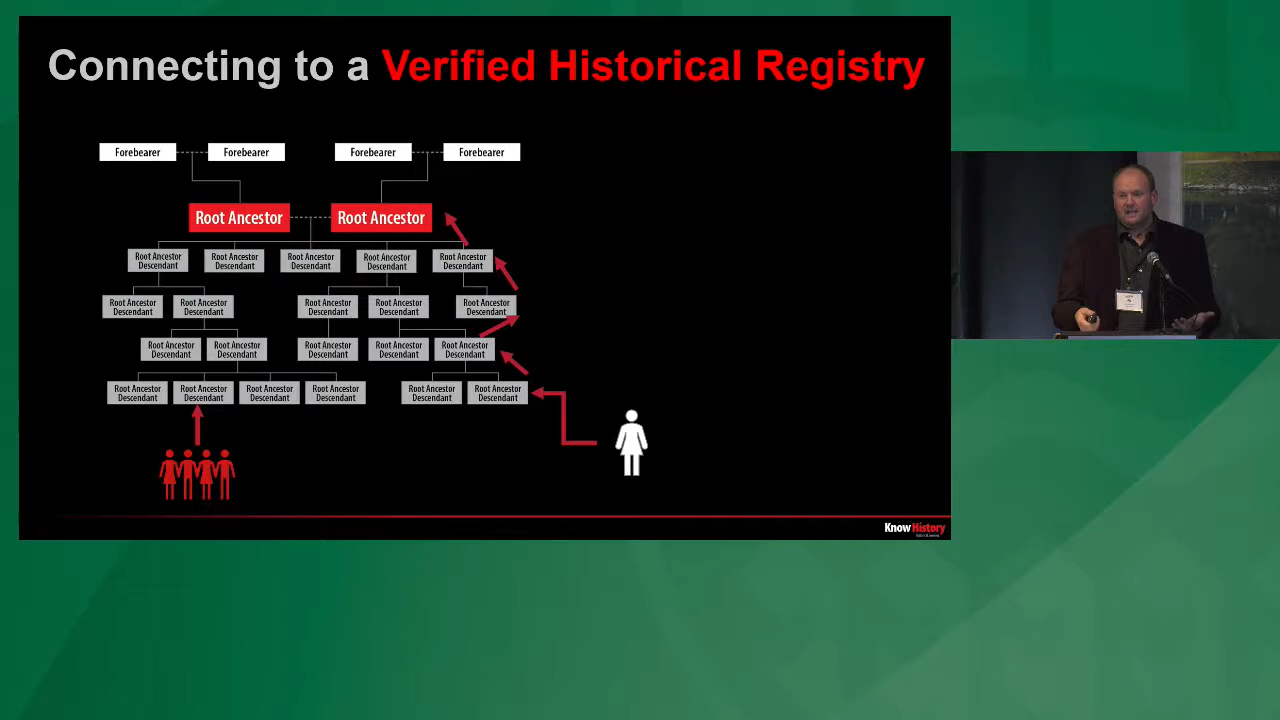 Connecting to a Verified Historical Registry
Forebearer Forebearer Forebearer Forebearer
Root Ancestor Root Ancestor
Root Ancestor Descendant Root Ancestor Descendant Root Ancestor Descendant Root Ancestor Descendant Root Ancestor Descendant
Root Ancestor Descendant Root Ancestor Descendant Root Ancestor Descendant Root Ancestor Descendant Root Ancestor Descendant
Root Ancestor Descendant Root Ancestor Descendant Root Ancestor Descendant Root Ancestor Descendant Root Ancestor Descendant
Root Ancestor Descendant Root Ancestor Descendant Root Ancestor Descendant Root Ancestor Descendant Root Ancestor Descendant Root Ancestor Descendant
KnowHistory